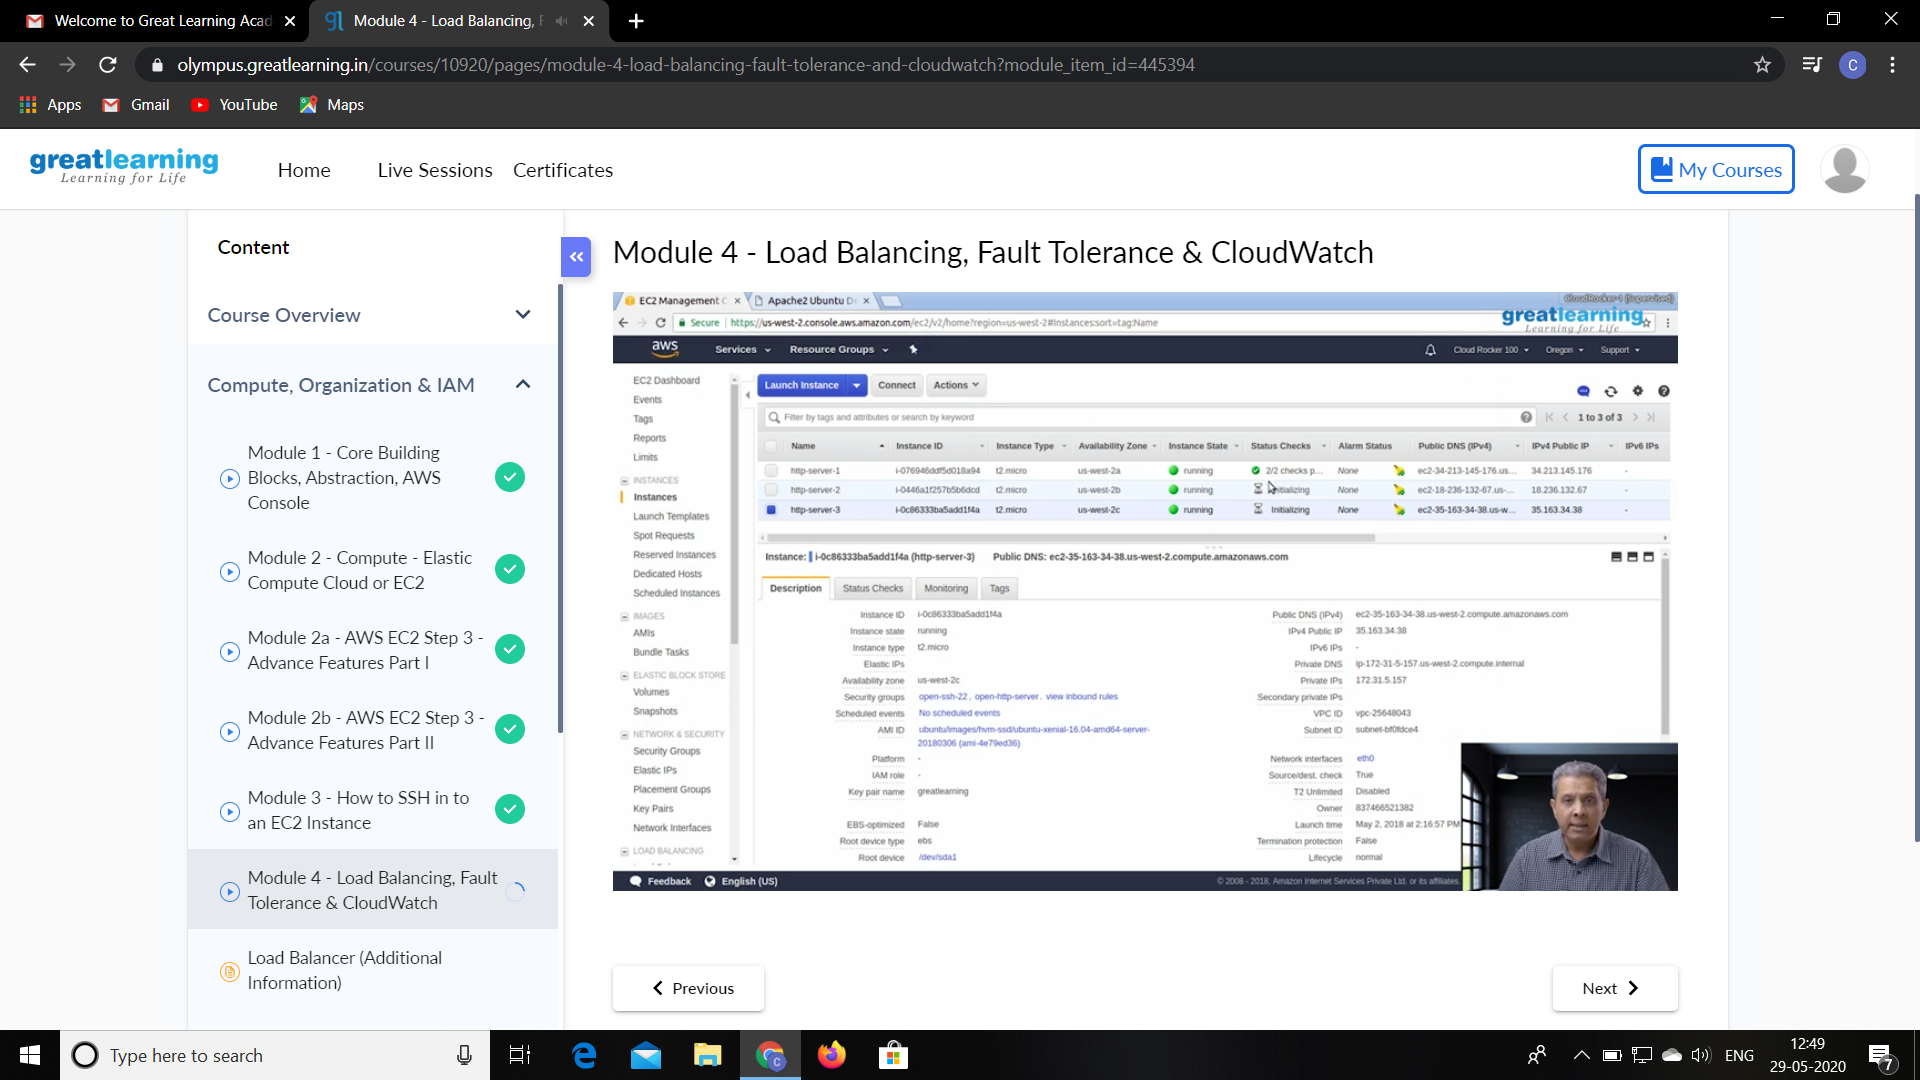 Welcome to Great Learning Acad
Module 4 - Load Balancing, F
olympus.greatlearning.in/courses/10920/pages/module-4-load-balancing-fault-tolerance-and-cloudwatch?module_item_id=445394
C
Apps
Gmail
YouTube
Maps
greatlearning
Learning for Life
Home
Live Sessions
Certificates
My Courses
Content
Course Overview
Compute, Organization & IAM
Module 1 - Core Building
Blocks, Abstraction, AWS
Console
Module 2 - Compute - Elastic
Compute Cloud or EC2
Module 2a - AWS EC2 Step 3 -
Advance Features Part I
Module 2b - AWS EC2 Step 3 -
Advance Features Part II
Module 3 - How to SSH in to
an EC2 Instance
Module 4 - Load Balancing, Fault
Tolerance & CloudWatch
Load Balancer (Additional
Information)
Module 4 - Load Balancing, Fault Tolerance & CloudWatch
EC2 Management C
Apache2 Ubuntu De
CloudRocker-1 (Supervised)
Secure https://us-west-2.console.aws.amazon.com/ec2/v2/home?region=us-west-2#Instances:sort=tag:Name
greatlearning
Learning for Life
aws Services Resource Groups Cloud Rocker 100 Oregon Support
EC2 Dashboard
Events
Tags
Reports
Limits
INSTANCES
Instances
Launch Templates
Spot Requests
Reserved Instances
Dedicated Hosts
Scheduled Instances
IMAGES
AMIs
Bundle Tasks
ELASTIC BLOCK STORE
Volumes
Snapshots
NETWORK & SECURITY
Security Groups
Elastic IPs
Placement Groups
Key Pairs
Network Interfaces
LOAD BALANCING
Launch Instance Connect Actions
Filter by tags and attributes or search by keyword
1 to 3 of 3
Name Instance ID Instance Type Availability Zone Instance State Status Checks Alarm Status Public DNS (IPv4) IPv4 Public IP IPv6 IPs
http-server-1 i-076946ddf5d018a94 t2.micro us-west-2a running 2/2 checks p... None ec2-34-213-145-176.us... 34.213.145.176 -
http-server-2 i-0446a1f257b5b6dcd t2.micro us-west-2b running Initializing None ec2-18-236-132-67.us-... 18.236.132.67 -
http-server-3 i-0c86333ba5add1f4a t2.micro us-west-2c running Initializing None ec2-35-163-34-38.us-w... 35.163.34.38 -
Instance: i-0c86333ba5add1f4a (http-server-3) Public DNS: ec2-35-163-34-38.us-west-2.compute.amazonaws.com
Description Status Checks Monitoring Tags
Instance ID i-0c86333ba5add1f4a
Instance state running
Instance type t2.micro
Elastic IPs
Availability zone us-west-2c
Security groups open-ssh-22, open-http-server. view inbound rules
Scheduled events No scheduled events
AMI ID ubuntu/images/hvm-ssd/ubuntu-xenial-16.04-amd64-server-
20180306 (ami-4e79ed36)
Platform -
IAM role -
Key pair name greatlearning
EBS-optimized False
Root device type ebs
Root device /dev/sda1
Public DNS (IPv4) ec2-35-163-34-38.us-west-2.compute.amazonaws.com
IPv4 Public IP 35.163.34.38
IPv6 IPs -
Private DNS ip-172-31-5-157.us-west-2.compute.internal
Private IPs 172.31.5.157
Secondary private IPs
VPC ID vpc-25648043
Subnet ID subnet-bf0fdce4
Network interfaces eth0
Source/dest. check True
T2 Unlimited Disabled
Owner 837466521382
Launch time May 2, 2018 at 2:16:57 PM
Termination protection False
Lifecycle normal
Feedback English (US)
© 2008 - 2018, Amazon Internet Services Private Ltd. or its affiliates.
Previous
Next
Type here to search
ENG
12:49
29-05-2020
7